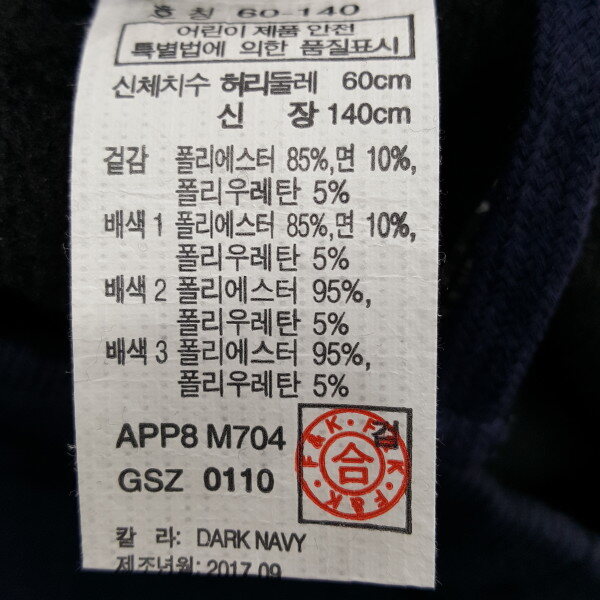 호 칭 60-140
어린이 제품 안전
특별법에 의한 품질표시
신체치수 허리둘레 60cm
신 장 140cm
겉감 폴리에스터 85%,면 10%,
폴리우레탄 5%
배색 1 폴리에스터 85%,면 10%,
폴리우레탄 5%
배색 2 폴리에스터 95%,
폴리우레탄 5%
배색 3 폴리에스터 95%,
폴리우레탄 5%
APP8 M704
GSZ 0110
검
합
F&K · F&K · F&K ·
칼 라: DARK NAVY
제조년월: 2017.09